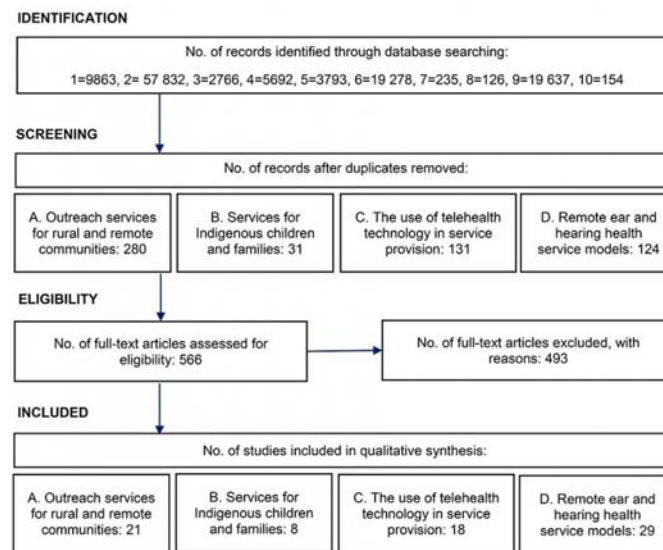 IDENTIFICATION
No. of records identified through database searching:
1=9863, 2= 57 832, 3=2766, 4=5692, 5=3793, 6=19 278, 7=235, 8=126, 9=19 637, 10=154
SCREENING
No. of records after duplicates removed:
A. Outreach services
for rural and remote
communities: 280
B. Services for
Indigenous children
and families: 31
C. The use of telehealth
technology in service
provision: 131
D. Remote ear and
hearing health
service models: 124
ELIGIBILITY
No. of full-text articles assessed for
eligibility: 566
No. of full-text articles excluded, with
reasons: 493
INCLUDED
No. of studies included in qualitative synthesis:
A. Outreach services
for rural and remote
communities: 21
B. Services for
Indigenous children
and families: 8
C. The use of telehealth
technology in service
provision: 18
D. Remote ear and
hearing health
service models: 29